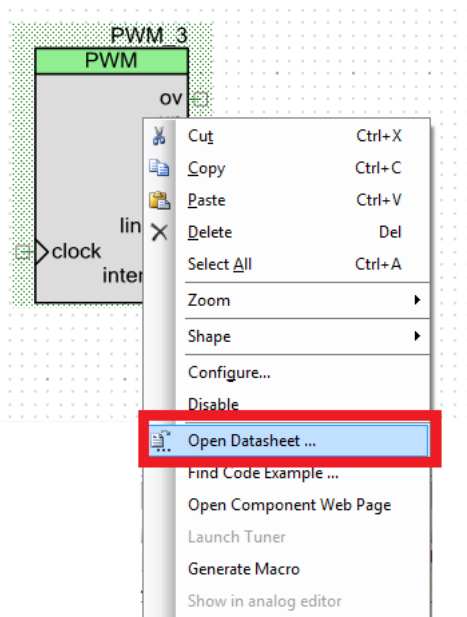 PWM_3
PWM
ov
lin
clock
inter
Cut Ctrl+X
Copy Ctrl+C
Paste Ctrl+V
Delete Del
Select All Ctrl+A
Zoom
Shape
Configure...
Disable
Open Datasheet ...
Find Code Example ...
Open Component Web Page
Launch Tuner
Generate Macro
Show in analog editor